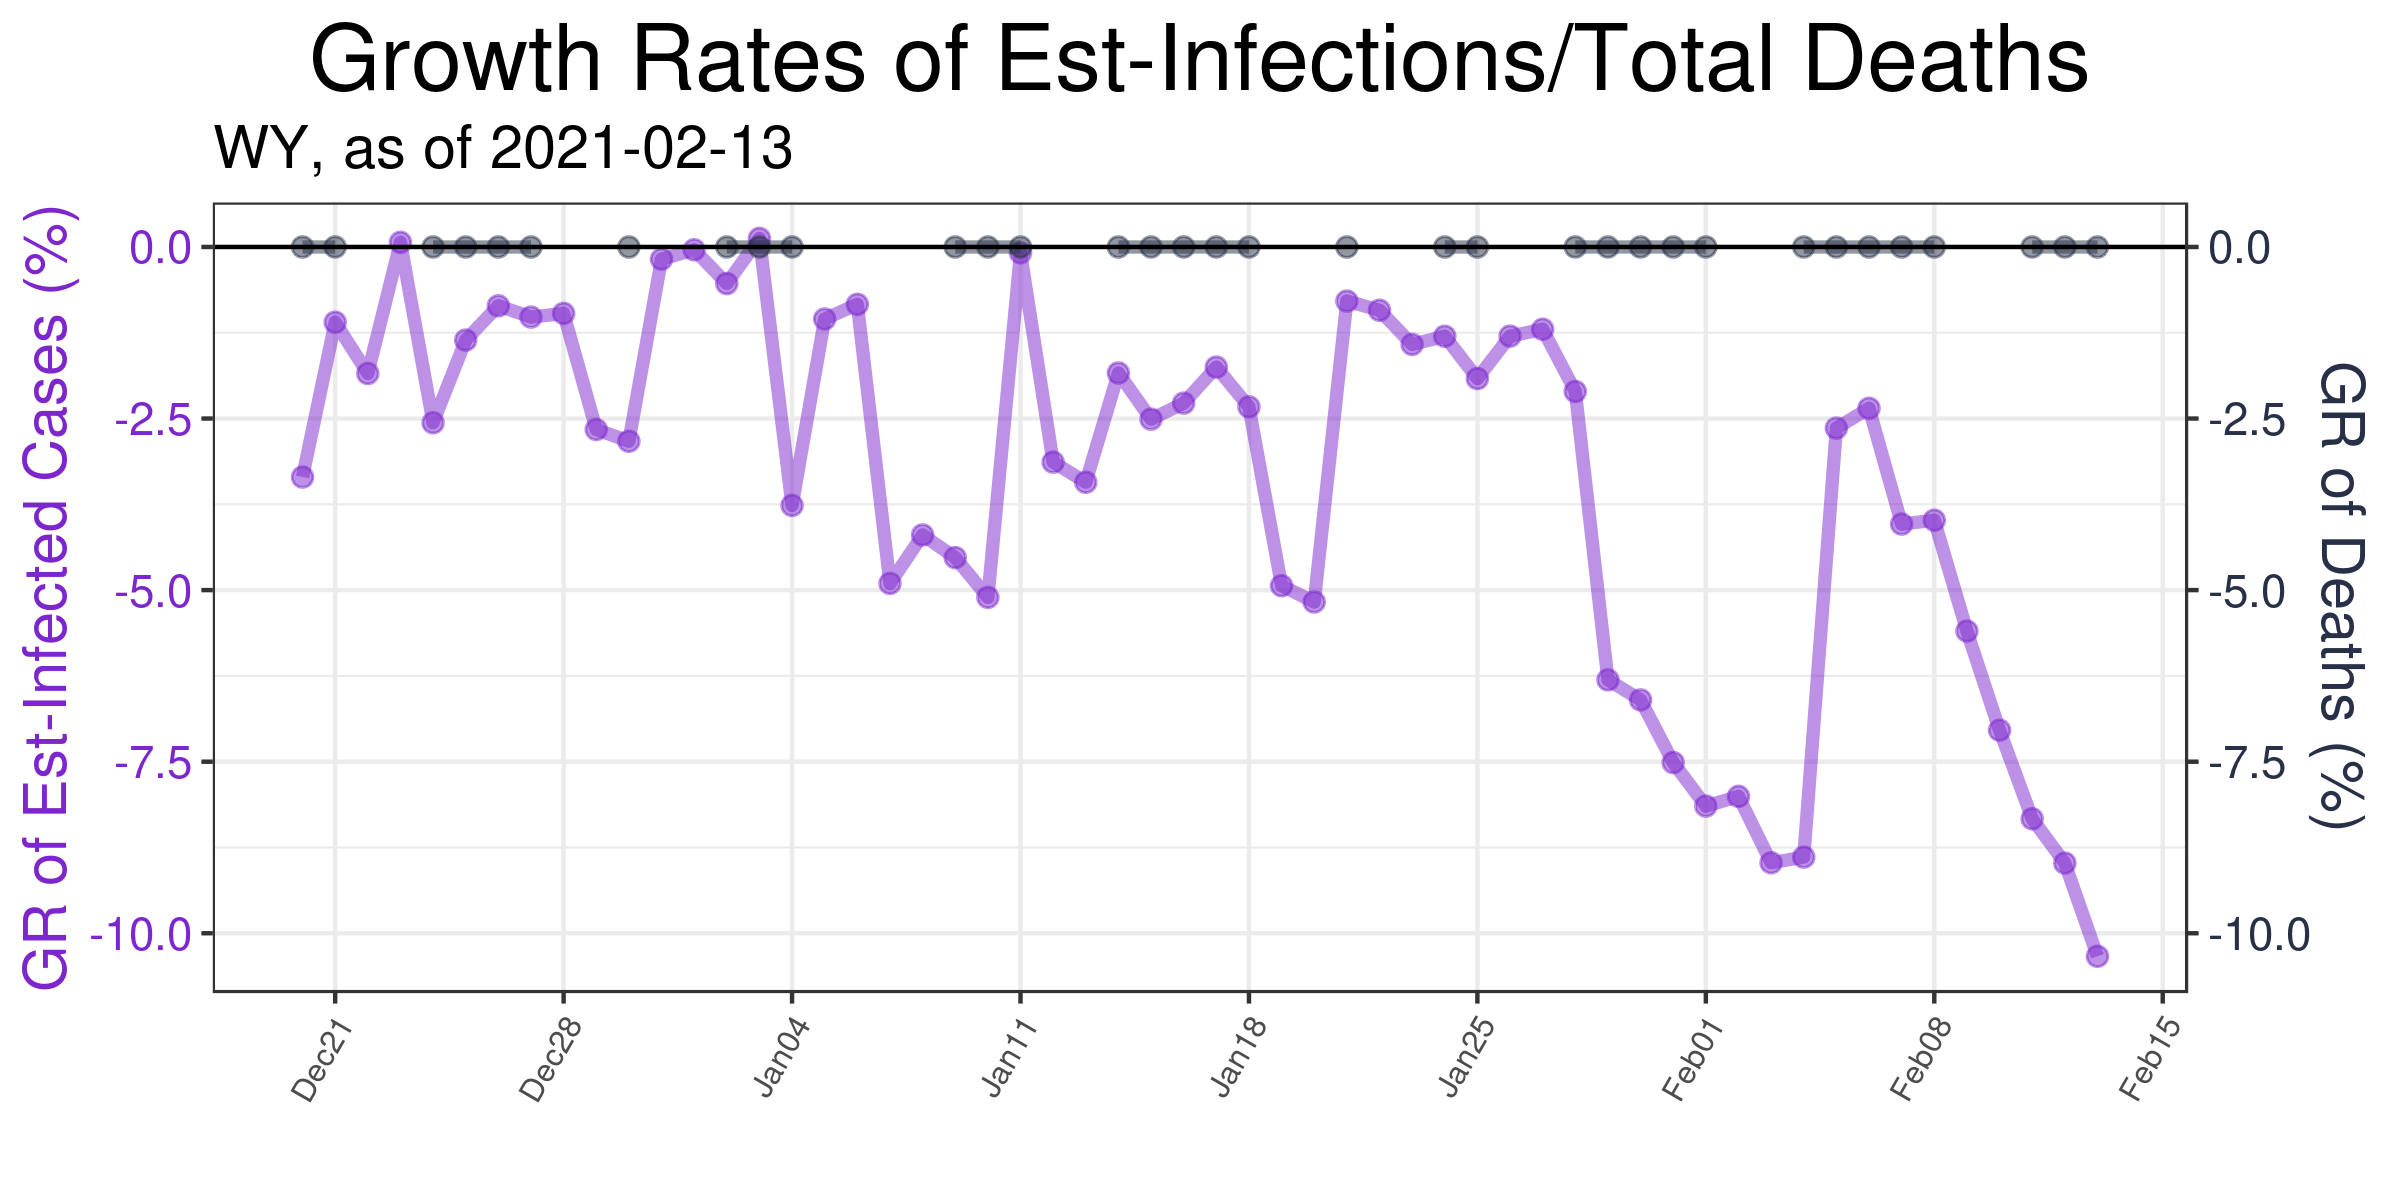 Growth Rates of Est-Infections/Total Deaths
WY, as of 2021-02-13
GR of Est-Infected Cases (%)
0.0
-2.5
-5.0
-7.5
-10.0
0.0
-2.5
-5.0
-7.5
-10.0
GR of Deaths (%)
Dec21
Dec28
Jan04
Jan11
Jan18
Jan25
Feb01
Feb08
Feb15